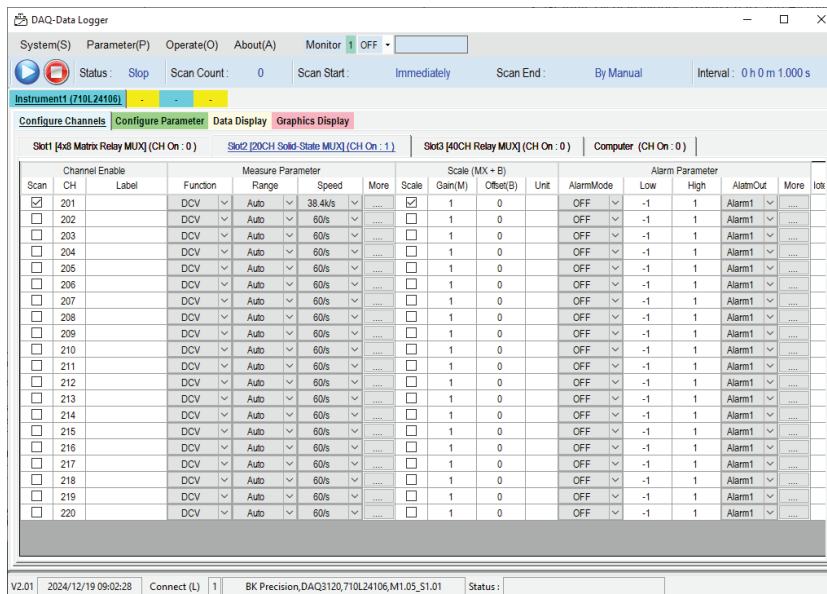 DAQ-Data Logger
System(S) Parameter(P) Operate(O) About(A) Monitor 1 OFF
Status : Stop Scan Count : 0 Scan Start : Immediately Scan End : By Manual Interval : 0 h 0 m 1.000 s
Instrument1 (710L24106) - - -
Configure Channels Configure Parameter Data Display Graphics Display
Slot1 [4x8 Matrix Relay MUX] (CH On : 0 ) Slot2 [20CH Solid-State MUX] (CH On : 1 ) Slot3 [40CH Relay MUX] (CH On : 0 ) Computer (CH On : 0 )
Channel Enable Measure Parameter Scale (MX + B) Alarm Parameter
Scan CH Label Function Range Speed More Scale Gain(M) Offset(B) Unit AlarmMode Low High AlatmOut More
201 DCV Auto 38.4k/s .... 1 0 OFF -1 1 Alarm1 ....
202 DCV Auto 60/s .... 1 0 OFF -1 1 Alarm1 ....
203 DCV Auto 60/s .... 1 0 OFF -1 1 Alarm1 ....
204 DCV Auto 60/s .... 1 0 OFF -1 1 Alarm1 ....
205 DCV Auto 60/s .... 1 0 OFF -1 1 Alarm1 ....
206 DCV Auto 60/s .... 1 0 OFF -1 1 Alarm1 ....
207 DCV Auto 60/s .... 1 0 OFF -1 1 Alarm1 ....
208 DCV Auto 60/s .... 1 0 OFF -1 1 Alarm1 ....
209 DCV Auto 60/s .... 1 0 OFF -1 1 Alarm1 ....
210 DCV Auto 60/s .... 1 0 OFF -1 1 Alarm1 ....
211 DCV Auto 60/s .... 1 0 OFF -1 1 Alarm1 ....
212 DCV Auto 60/s .... 1 0 OFF -1 1 Alarm1 ....
213 DCV Auto 60/s .... 1 0 OFF -1 1 Alarm1 ....
214 DCV Auto 60/s .... 1 0 OFF -1 1 Alarm1 ....
215 DCV Auto 60/s .... 1 0 OFF -1 1 Alarm1 ....
216 DCV Auto 60/s .... 1 0 OFF -1 1 Alarm1 ....
217 DCV Auto 60/s .... 1 0 OFF -1 1 Alarm1 ....
218 DCV Auto 60/s .... 1 0 OFF -1 1 Alarm1 ....
219 DCV Auto 60/s .... 1 0 OFF -1 1 Alarm1 ....
220 DCV Auto 60/s .... 1 0 OFF -1 1 Alarm1 ....
V2.01 2024/12/19 09:02:28 Connect (L) 1 BK Precision,DAQ3120,710L24106,M1.05_S1.01 Status :